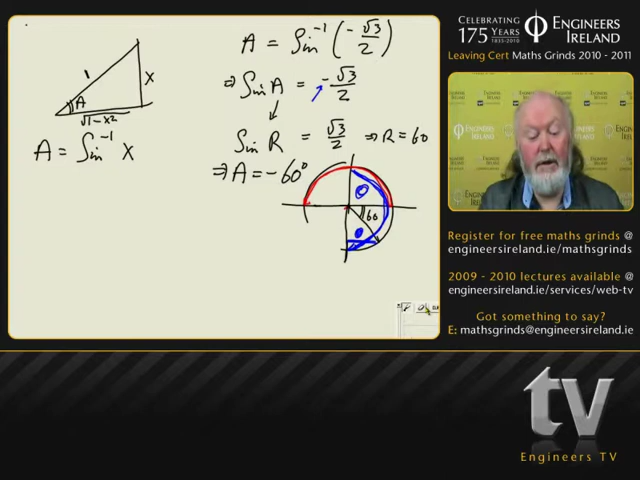 1
X
A
√1-x²
A = Sin⁻¹ X
A = Sin⁻¹ (-√3/2)
⇒ Sin A = -√3/2
Sin R = √3/2 ⇒ R = 60
⇒ A = -60°
60
CELEBRATING
175 YEARS
1835-2010
ENGINEERS
IRELAND
Leaving Cert Maths Grinds 2010 - 2011
Register for free maths grinds @
engineersireland.ie/mathsgrinds
2009 - 2010 lectures available @
engineersireland.ie/services/web-tv
Got something to say?
E: mathsgrinds@engineersireland.ie
tv
Engineers TV